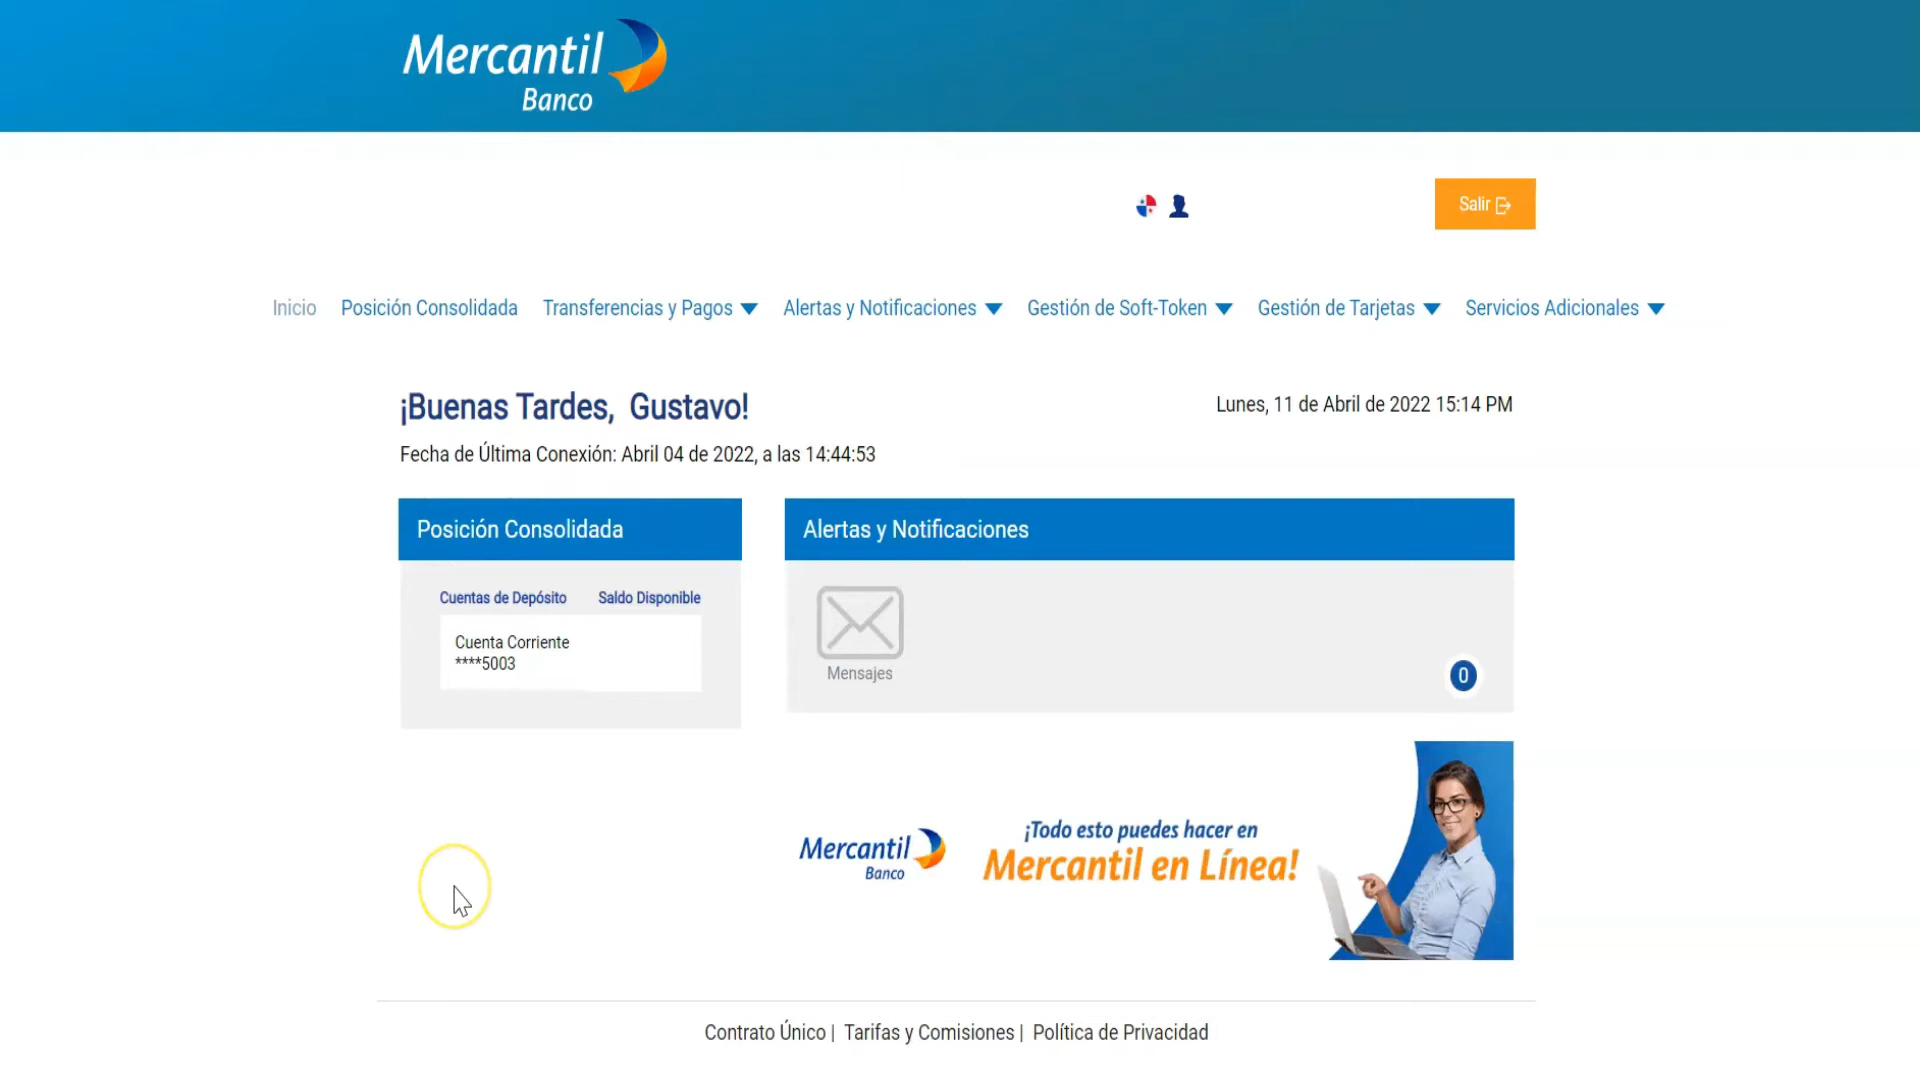 Mercantil
Banco
Salir
Inicio Posición Consolidada Transferencias y Pagos Alertas y Notificaciones Gestión de Soft-Token Gestión de Tarjetas Servicios Adicionales
¡Buenas Tardes, Gustavo!
Lunes, 11 de Abril de 2022 15:14 PM
Fecha de Última Conexión: Abril 04 de 2022, a las 14:44:53
Posición Consolidada
Cuentas de Depósito Saldo Disponible
Cuenta Corriente
****5003
Alertas y Notificaciones
Mensajes
0
Mercantil
Banco
¡Todo esto puedes hacer en
Mercantil en Línea!
Contrato Único | Tarifas y Comisiones | Política de Privacidad